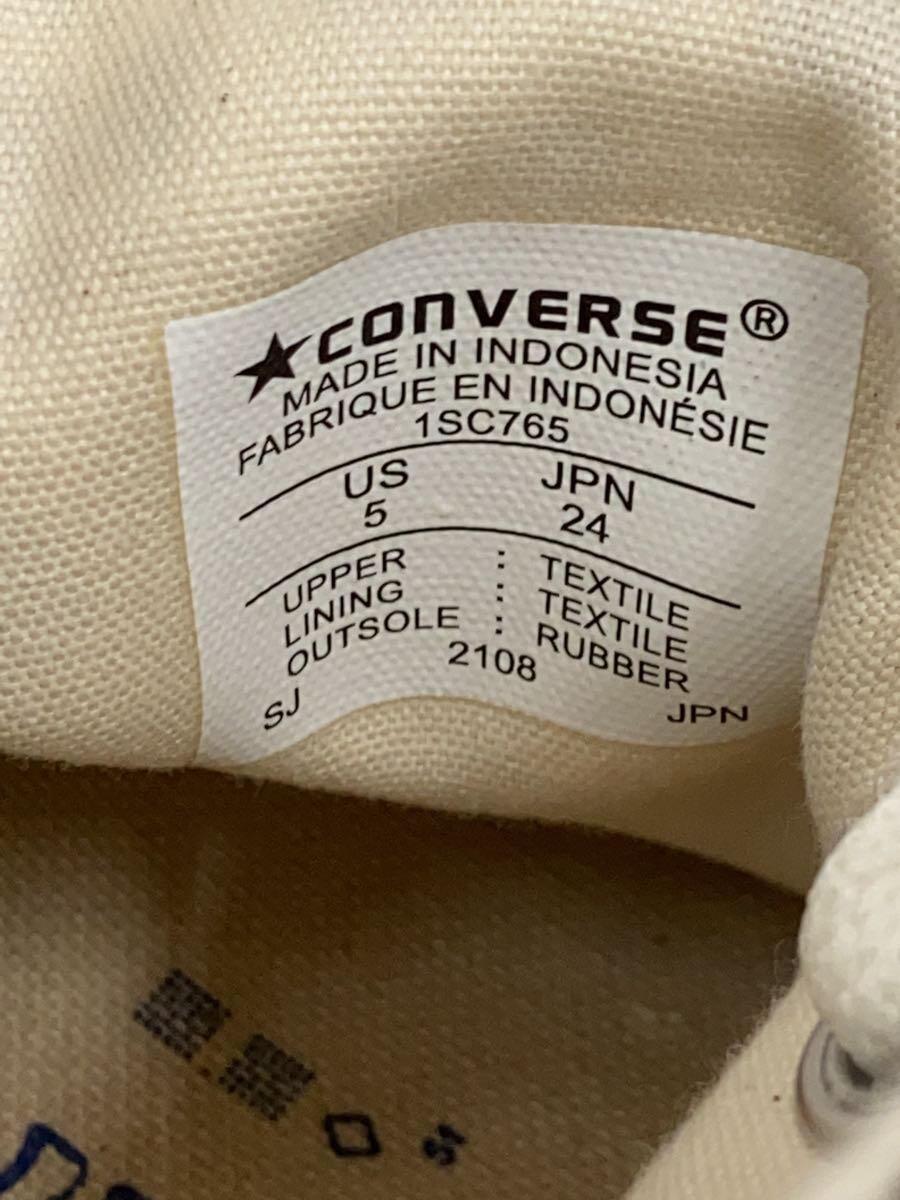 ★CONVERSE®
MADE IN INDONESIA
FABRIQUE EN INDONÉSIE
1SC765
US JPN
5 24
UPPER : TEXTILE
LINING : TEXTILE
OUTSOLE : RUBBER
2108
SJ JPN